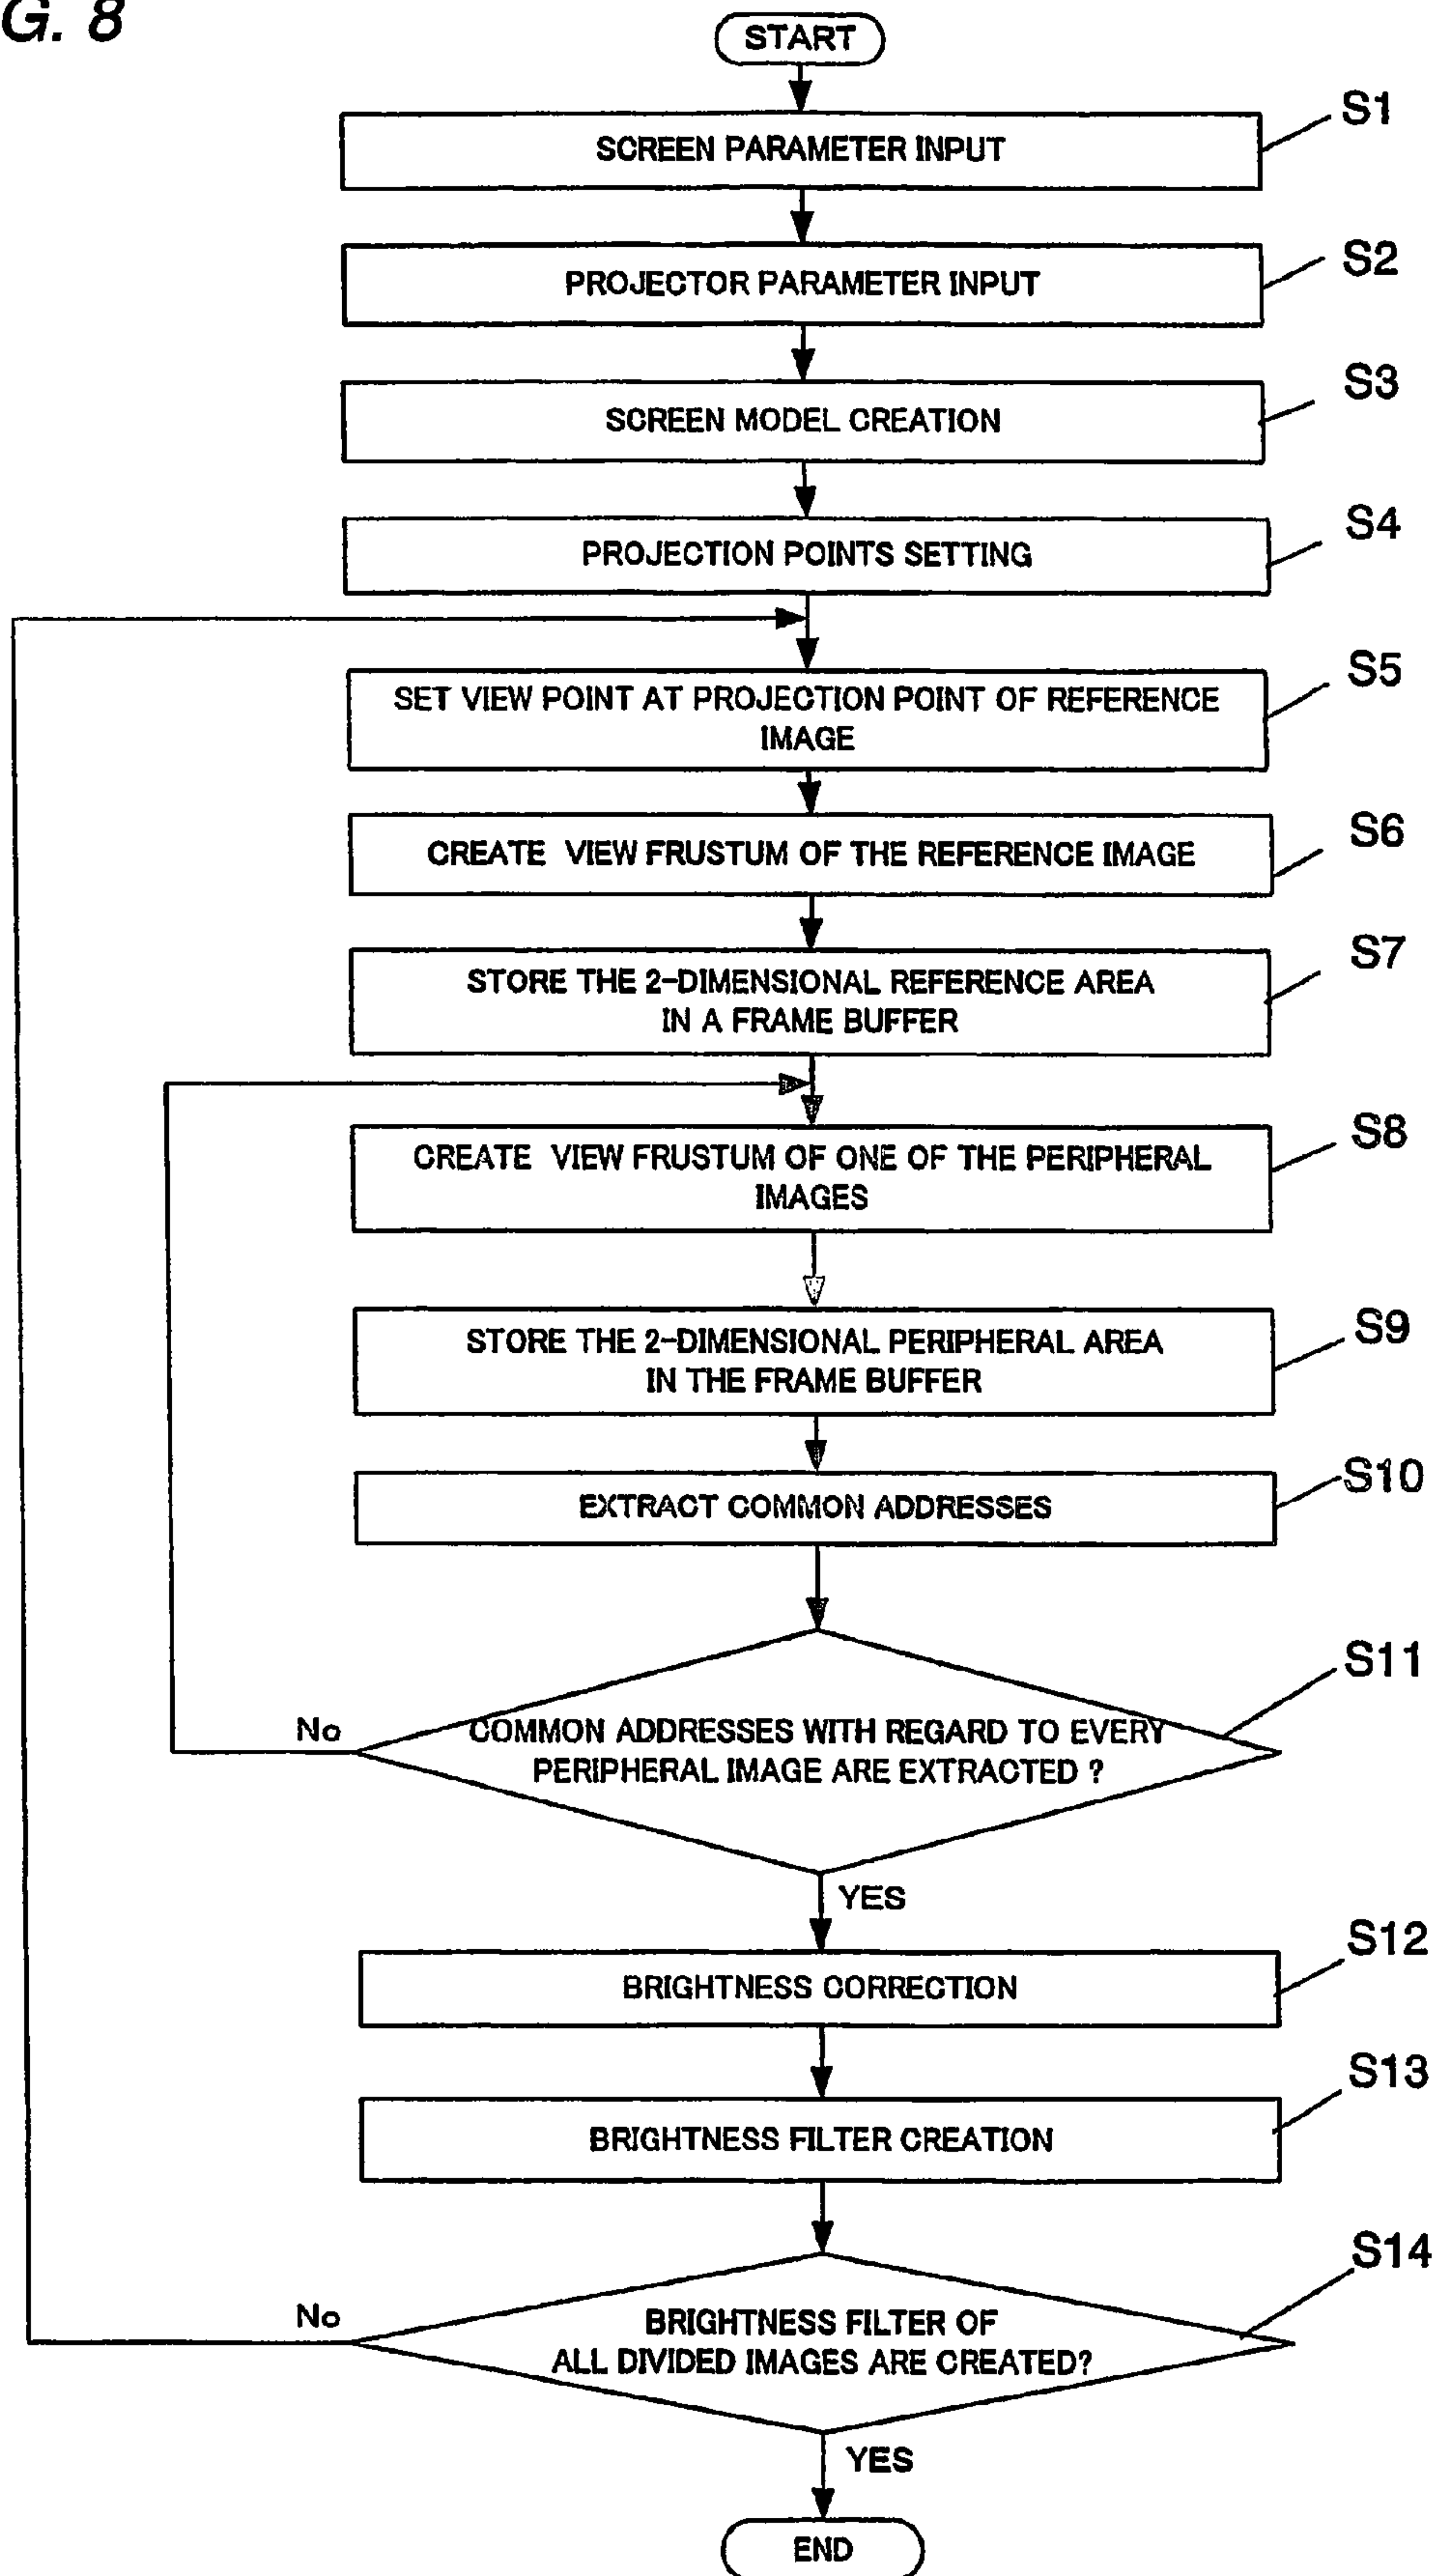 G. 8
START
SCREEN PARAMETER INPUT
S1
PROJECTOR PARAMETER INPUT
S2
SCREEN MODEL CREATION
S3
PROJECTION POINTS SETTING
S4
SET VIEW POINT AT PROJECTION POINT OF REFERENCE
IMAGE
S5
CREATE VIEW FRUSTUM OF THE REFERENCE IMAGE
S6
STORE THE 2-DIMENSIONAL REFERENCE AREA
IN A FRAME BUFFER
S7
CREATE VIEW FRUSTUM OF ONE OF THE PERIPHERAL
IMAGES
S8
STORE THE 2-DIMENSIONAL PERIPHERAL AREA
IN THE FRAME BUFFER
S9
EXTRACT COMMON ADDRESSES
S10
COMMON ADDRESSES WITH REGARD TO EVERY
PERIPHERAL IMAGE ARE EXTRACTED ?
S11
No
YES
BRIGHTNESS CORRECTION
S12
BRIGHTNESS FILTER CREATION
S13
BRIGHTNESS FILTER OF
ALL DIVIDED IMAGES ARE CREATED?
S14
No
YES
END